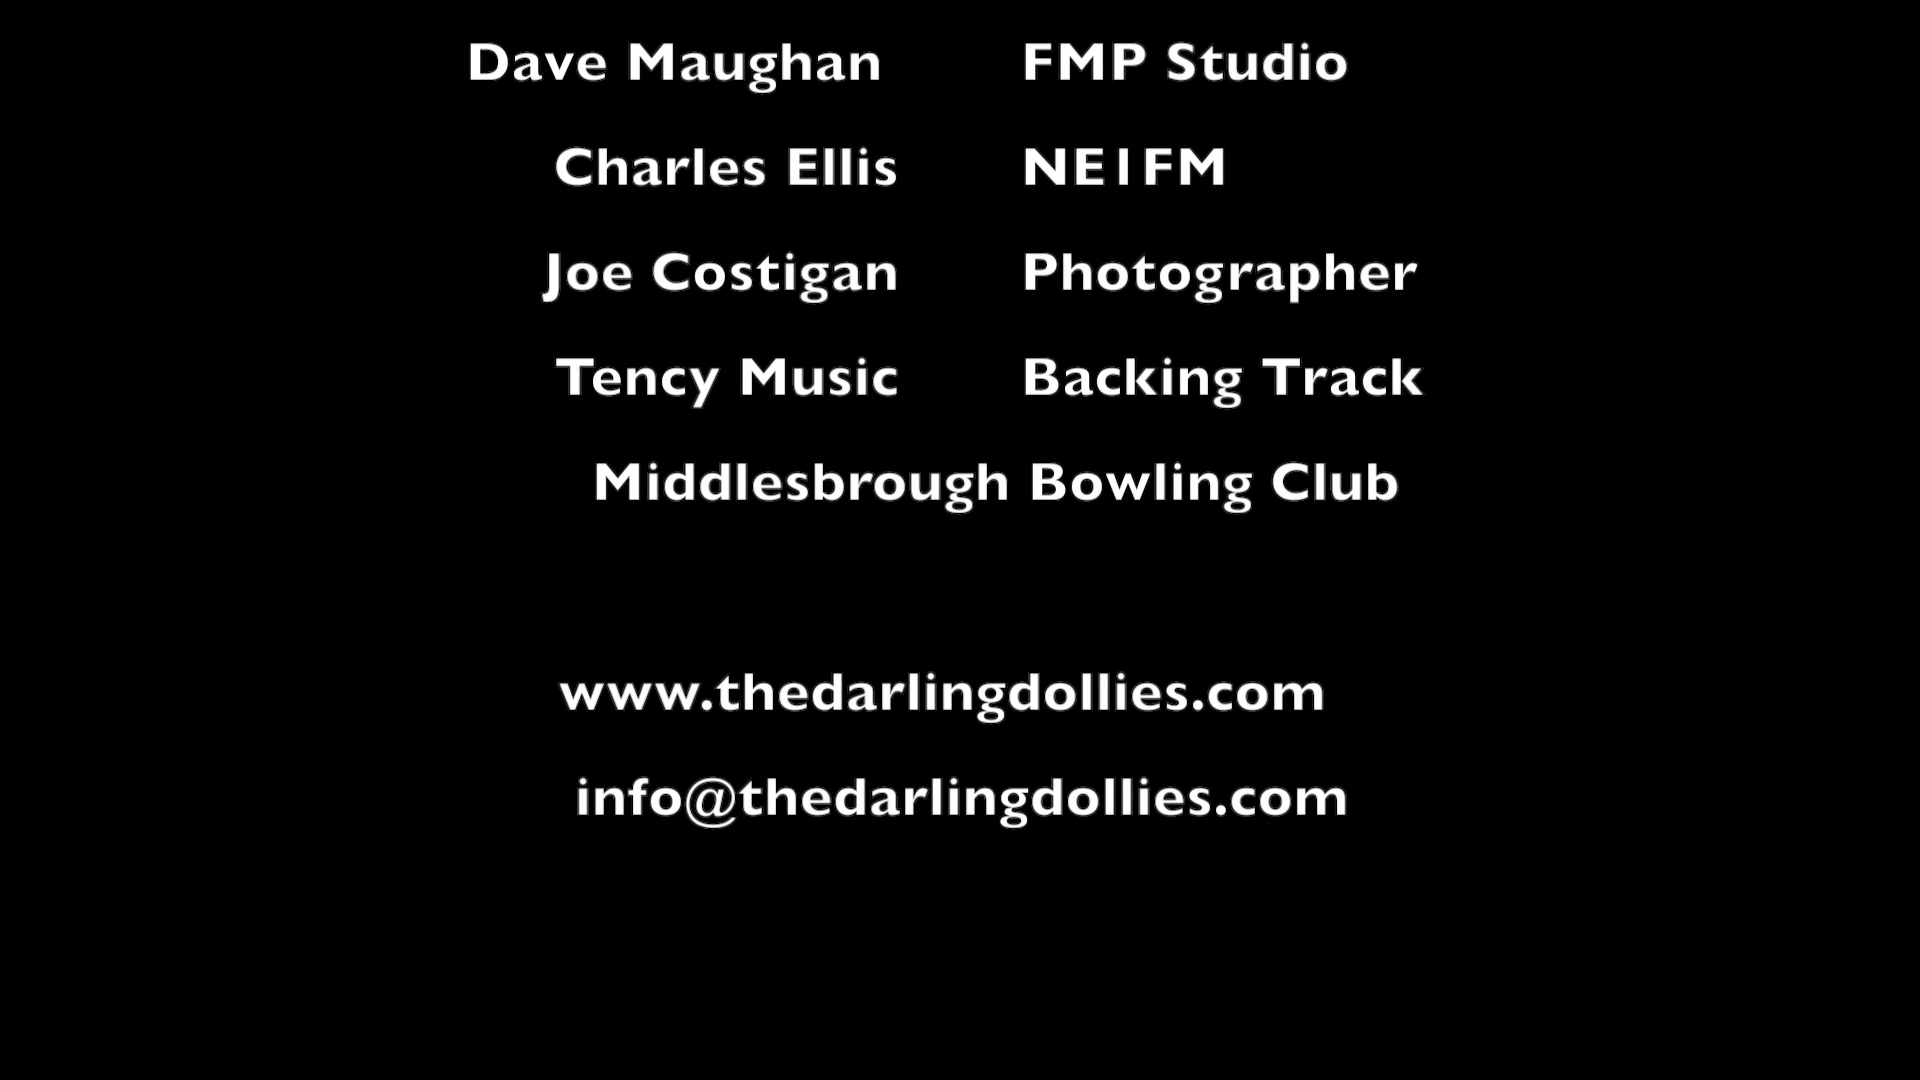 Dave Maughan FMP Studio
Charles Ellis NE1FM
Joe Costigan Photographer
Tency Music Backing Track
Middlesbrough Bowling Club
www.thedarlingdollies.com
info@thedarlingdollies.com